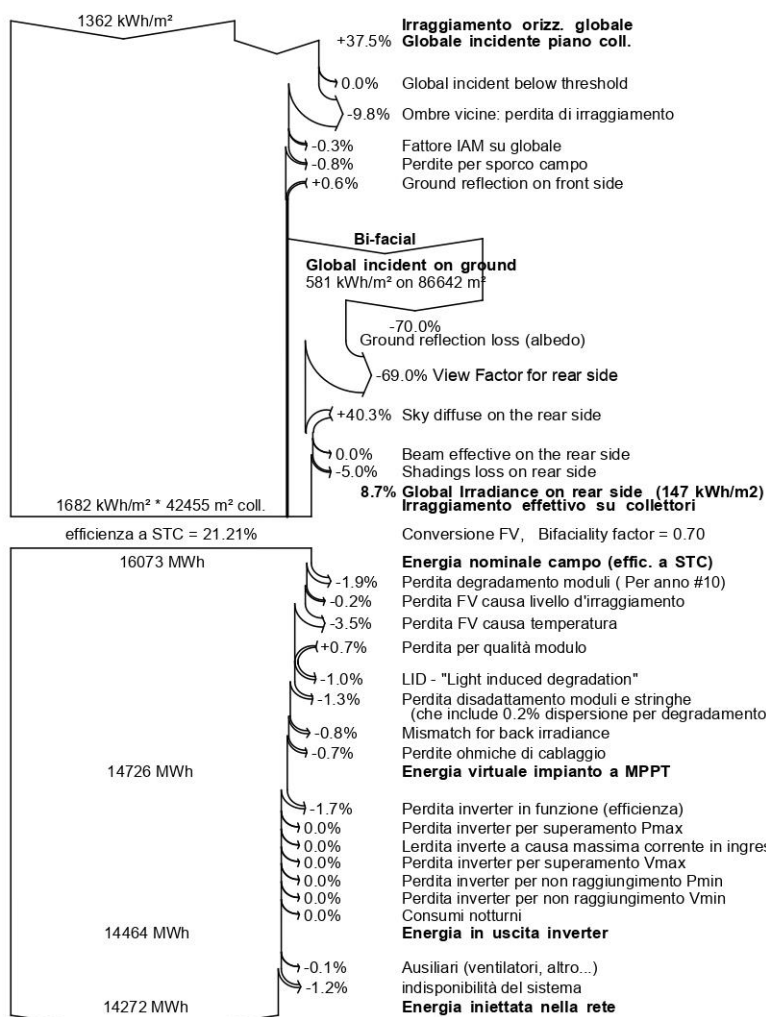 1362 kWh/m²
Irraggiamento orizz. globale
+37.5% Globale incidente piano coll.
0.0% Global incident below threshold
-9.8% Ombre vicine: perdita di irraggiamento
-0.3% Fattore IAM su globale
-0.8% Perdite per sporco campo
+0.6% Ground reflection on front side
Bi-facial
Global incident on ground
581 kWh/m² on 86642 m²
-70.0%
Ground reflection loss (albedo)
-69.0% View Factor for rear side
+40.3% Sky diffuse on the rear side
0.0% Beam effective on the rear side
-5.0% Shadings loss on rear side
8.7% Global Irradiance on rear side (147 kWh/m2)
1682 kWh/m² * 42455 m² coll. Irraggiamento effettivo su collettori
efficienza a STC = 21.21% Conversione FV, Bifaciality factor = 0.70
16073 MWh Energia nominale campo (effic. a STC)
-1.9% Perdita degradamento moduli ( Per anno #10)
-0.2% Perdita FV causa livello d'irraggiamento
-3.5% Perdita FV causa temperatura
+0.7% Perdita per qualità modulo
-1.0% LID - "Light induced degradation"
-1.3% Perdita disadattamento moduli e stringhe
(che include 0.2% dispersione per degradamento
-0.8% Mismatch for back irradiance
-0.7% Perdite ohmiche di cablaggio
14726 MWh Energia virtuale impianto a MPPT
-1.7% Perdita inverter in funzione (efficienza)
0.0% Perdita inverter per superamento Pmax
0.0% Lerdita inverte a causa massima corrente in ingres
0.0% Perdita inverter per superamento Vmax
0.0% Perdita inverter per non raggiungimento Pmin
0.0% Perdita inverter per non raggiungimento Vmin
0.0% Consumi notturni
14464 MWh Energia in uscita inverter
-0.1% Ausiliari (ventilatori, altro...)
-1.2% indisponibilità del sistema
14272 MWh Energia iniettata nella rete